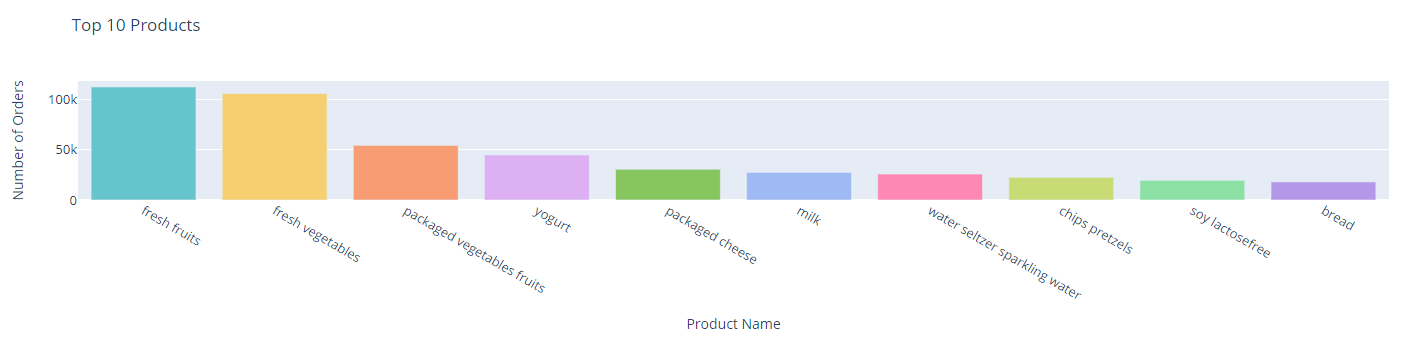 Top 10 Products
Number of Orders
100k
50k
0
fresh fruits
fresh vegetables
packaged vegetables fruits
yogurt
packaged cheese
milk
water seltzer sparkling water
chips pretzels
soy lactosefree
bread
Product Name